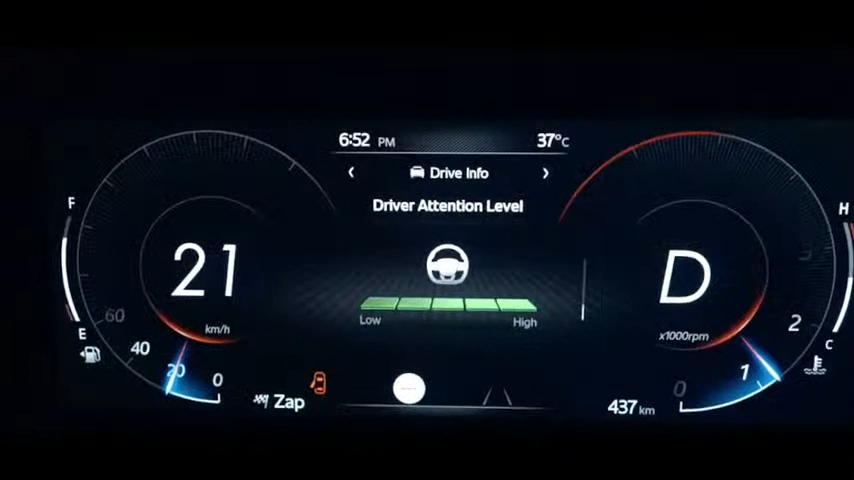 6:52 PM 37°C
Drive Info
Driver Attention Level
F
H
21
D
Low High
km/h
x1000rpm
E
C
60
40
20
0
2
1
0
Zap
437 km